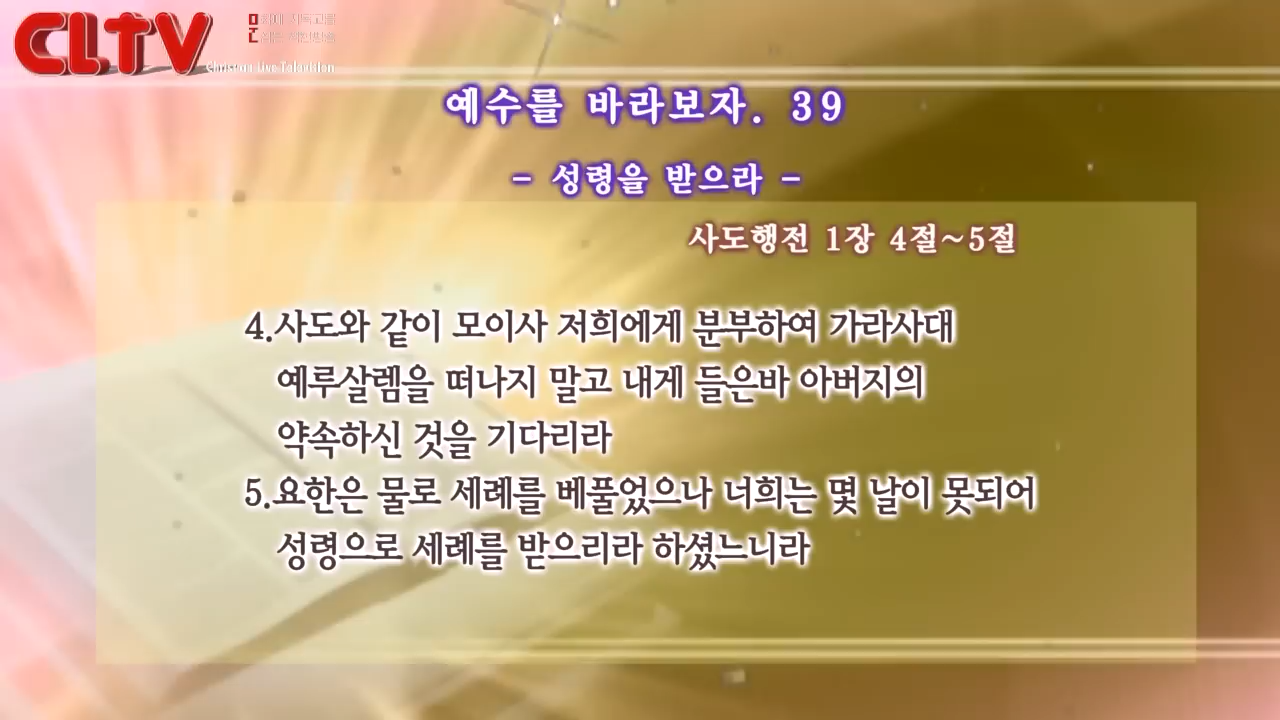 CLTV
Christian Live Television
예수를 바라보자. 39
- 성령을 받으라 -
사도행전 1장 4절~5절
4.사도와 같이 모이사 저희에게 분부하여 가라사대
예루살렘을 떠나지 말고 내게 들은바 아버지의
약속하신 것을 기다리라
5.요한은 물로 세례를 베풀었으나 너희는 몇 날이 못되어
성령으로 세례를 받으리라 하셨느니라